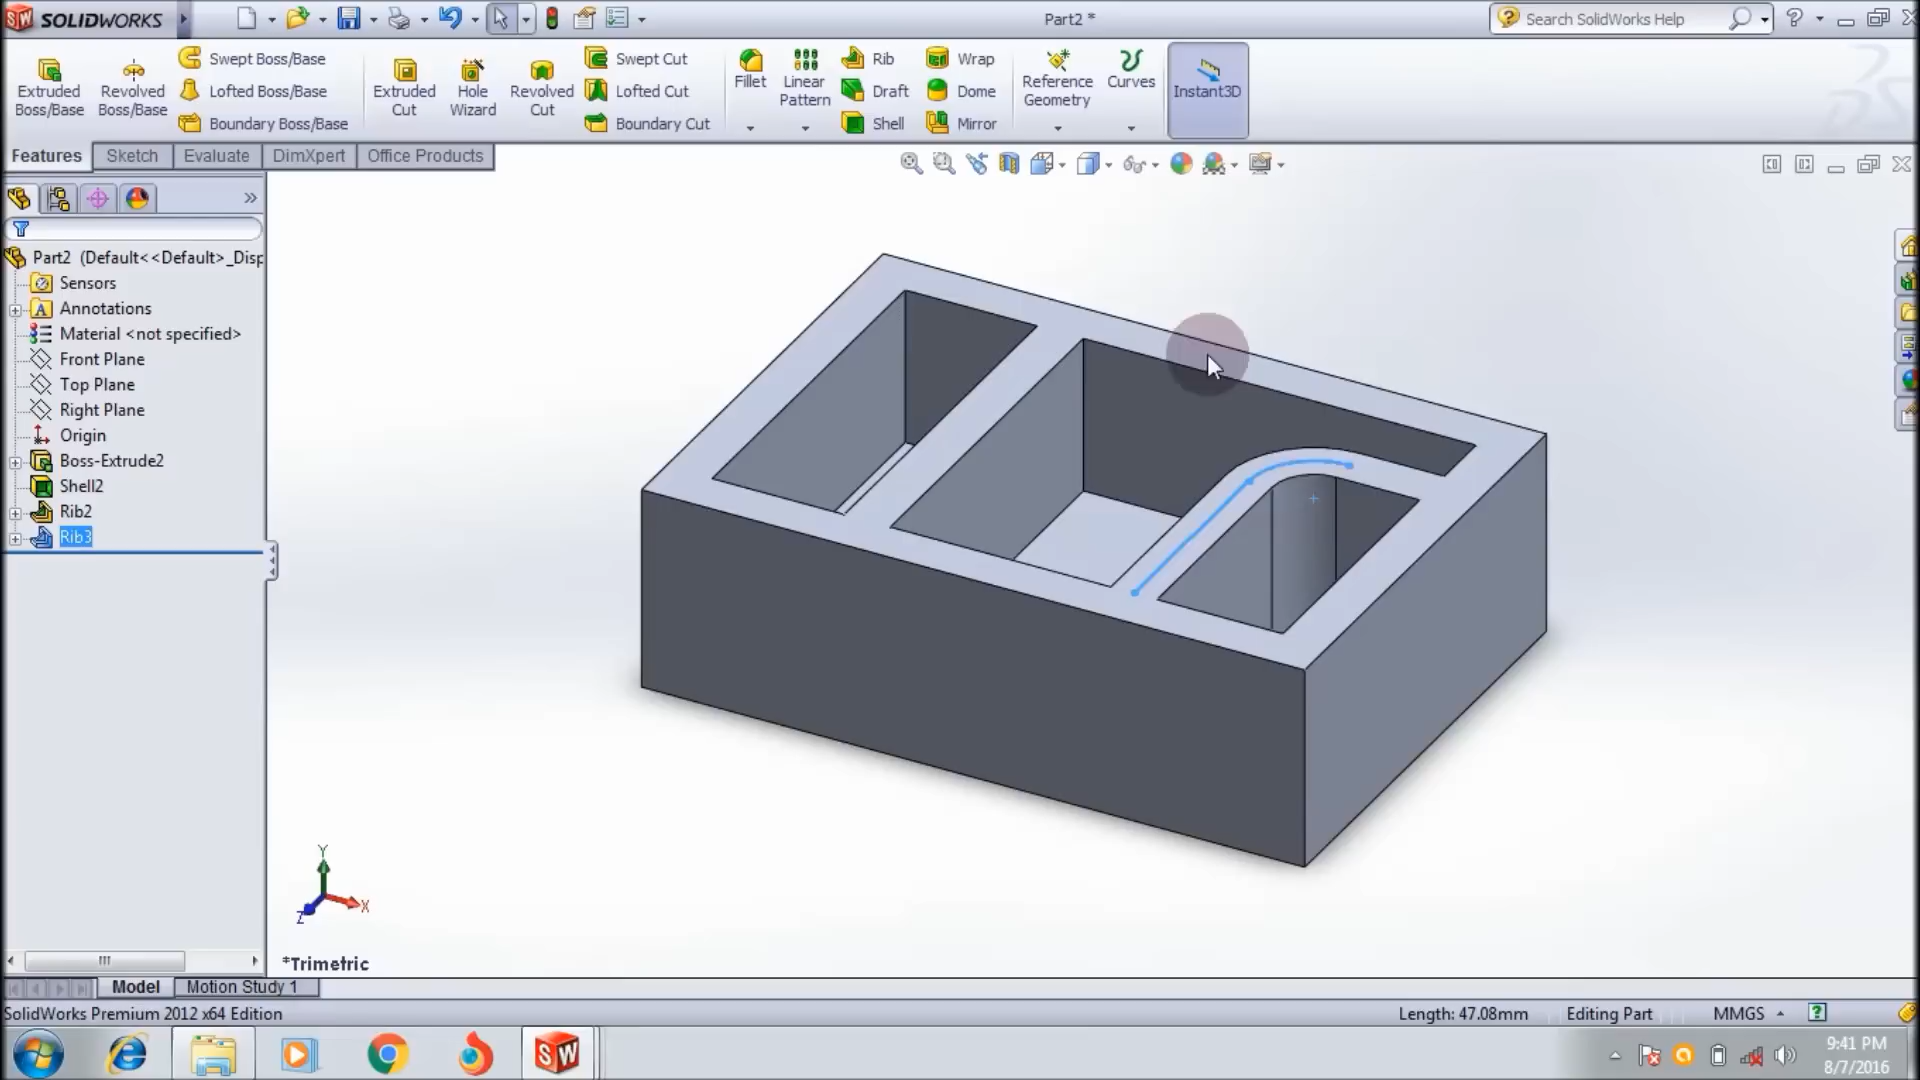 SOLIDWORKS
Part2 *
Search SolidWorks Help
Extruded Boss/Base
Revolved Boss/Base
Swept Boss/Base
Lofted Boss/Base
Boundary Boss/Base
Extruded Cut
Hole Wizard
Revolved Cut
Swept Cut
Lofted Cut
Boundary Cut
Fillet
Linear Pattern
Rib
Draft
Shell
Wrap
Dome
Mirror
Reference Geometry
Curves
Instant3D
Features
Sketch
Evaluate
DimXpert
Office Products
Part2 (Default<<Default>_Disp
Sensors
Annotations
Material <not specified>
Front Plane
Top Plane
Right Plane
Origin
Boss-Extrude2
Shell2
Rib2
Rib3
Y
X
Z
*Trimetric
Model
Motion Study 1
SolidWorks Premium 2012 x64 Edition
Length: 47.08mm
Editing Part
MMGS
9:41 PM
8/7/2016